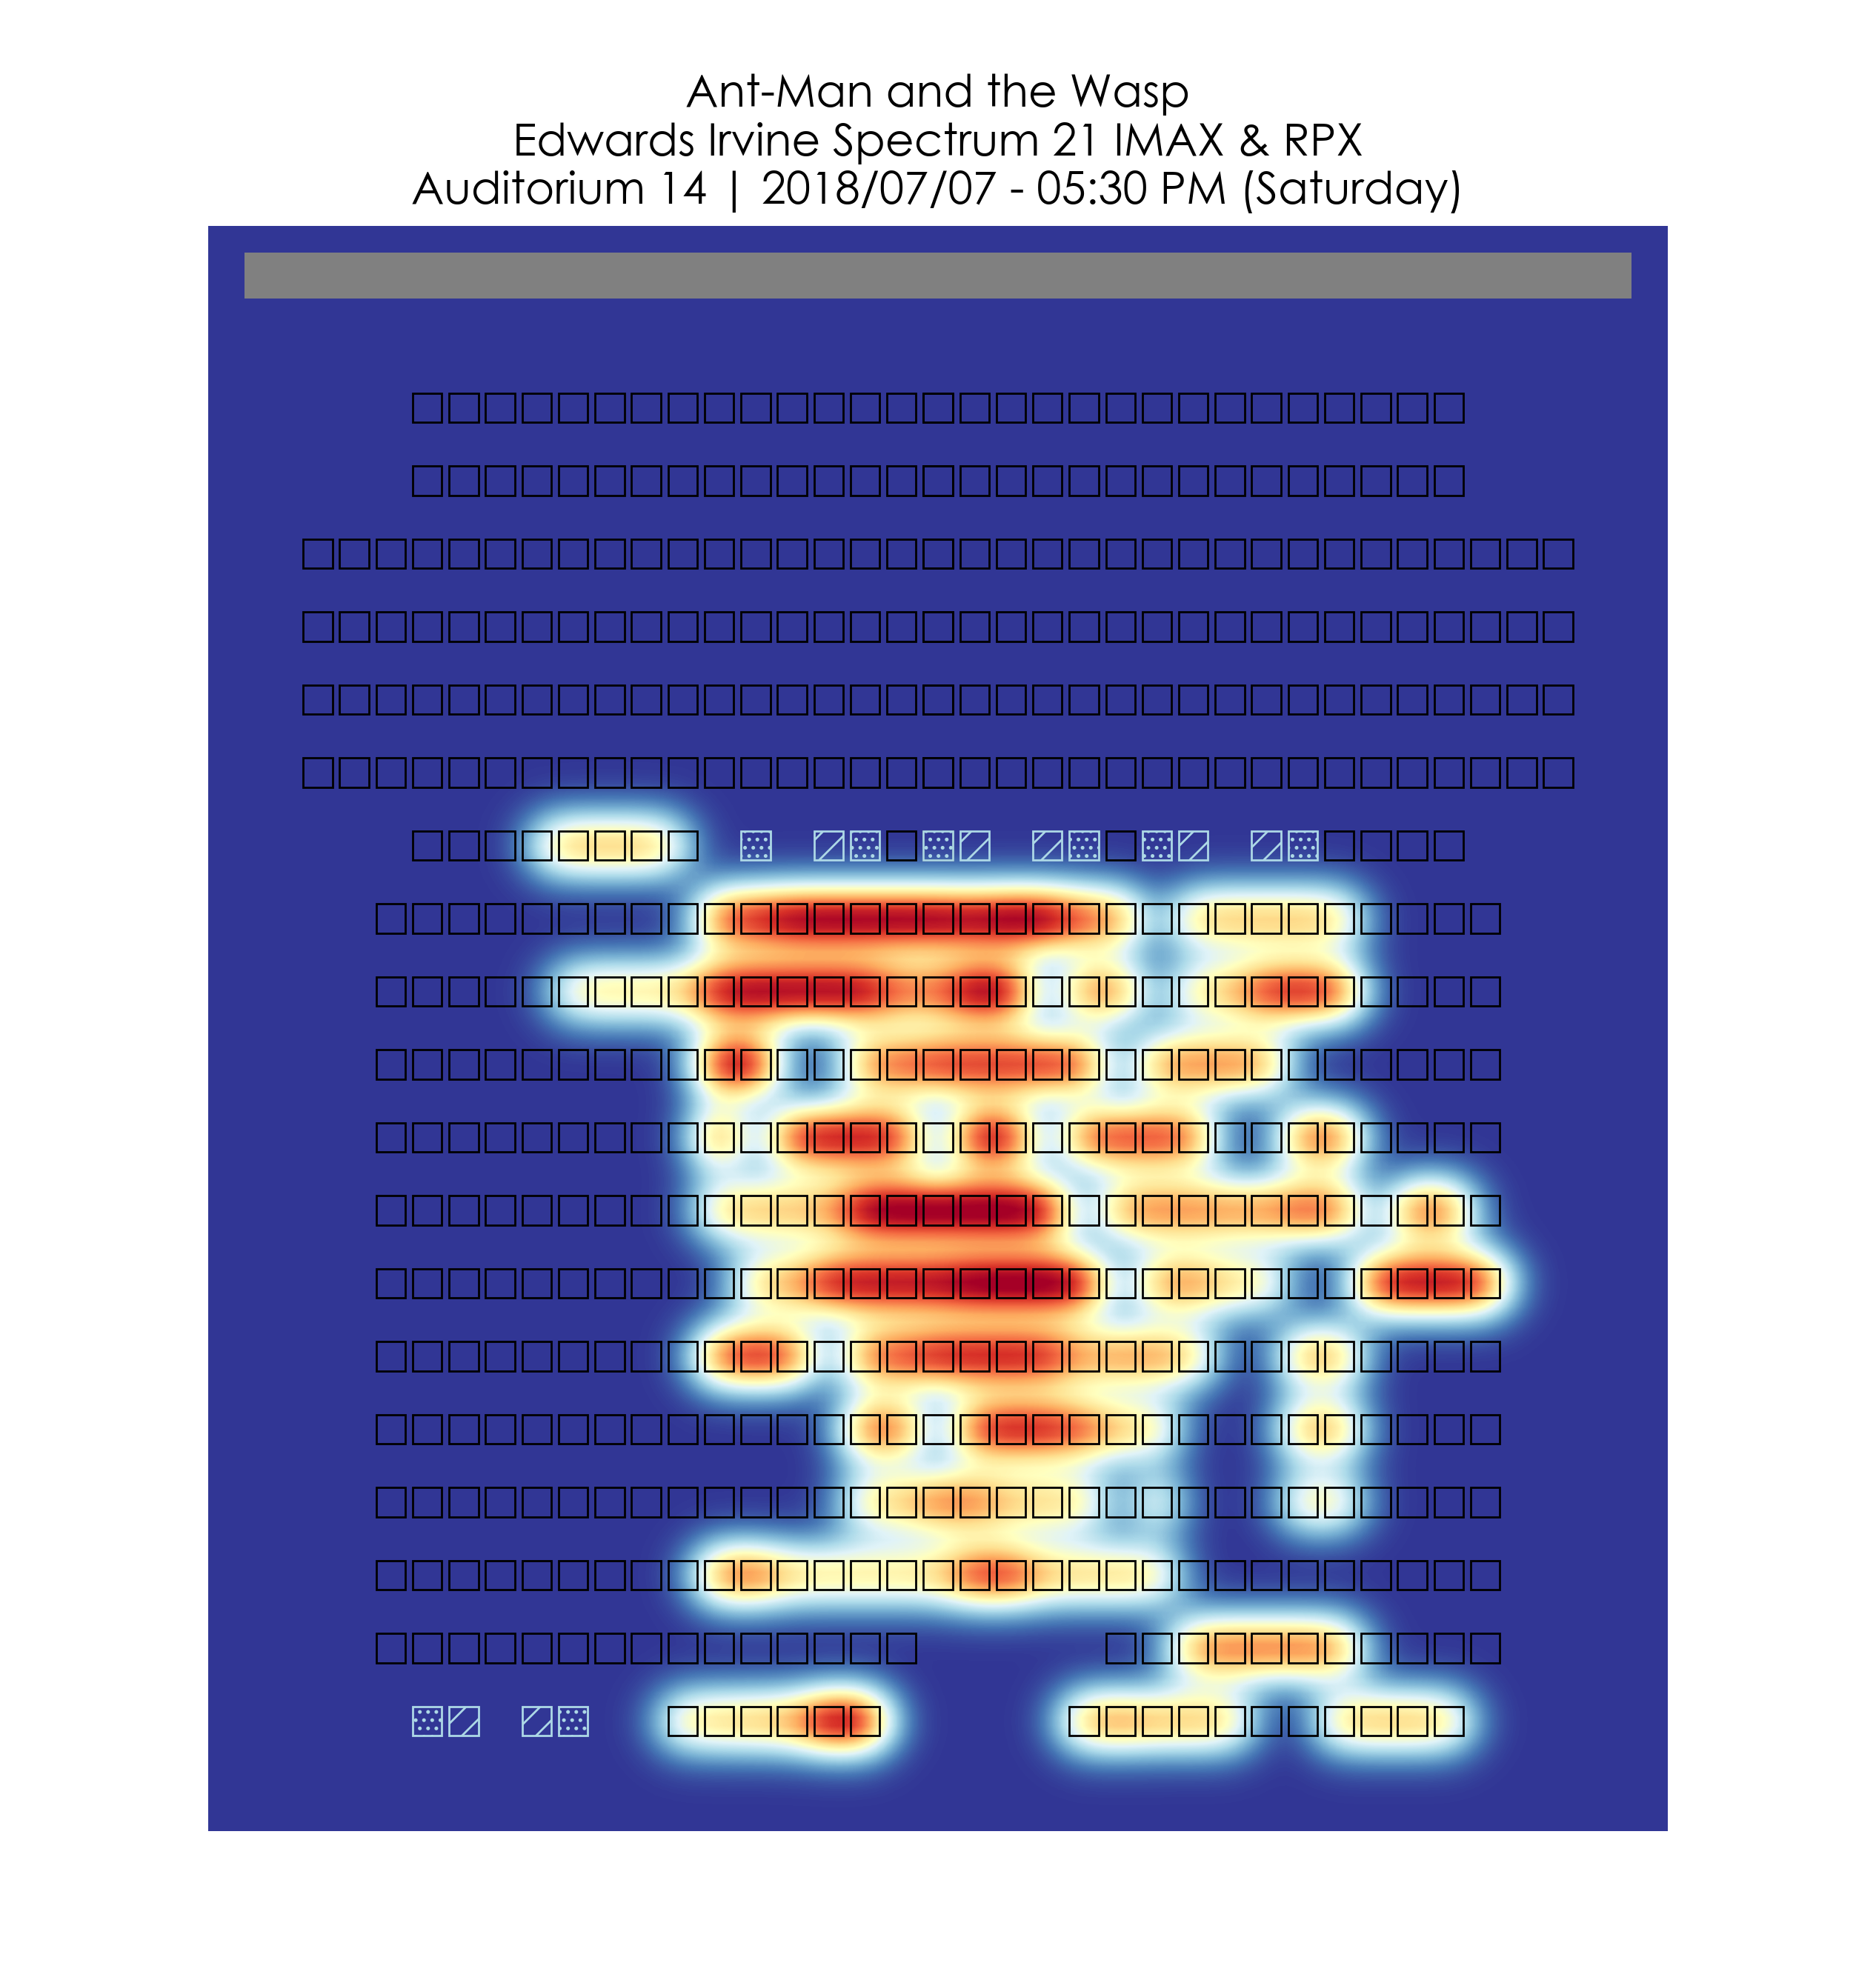 Ant-Man and the Wasp
Edwards Irvine Spectrum 21 IMAX & RPX
Auditorium 14 | 2018/07/07 - 05:30 PM (Saturday)